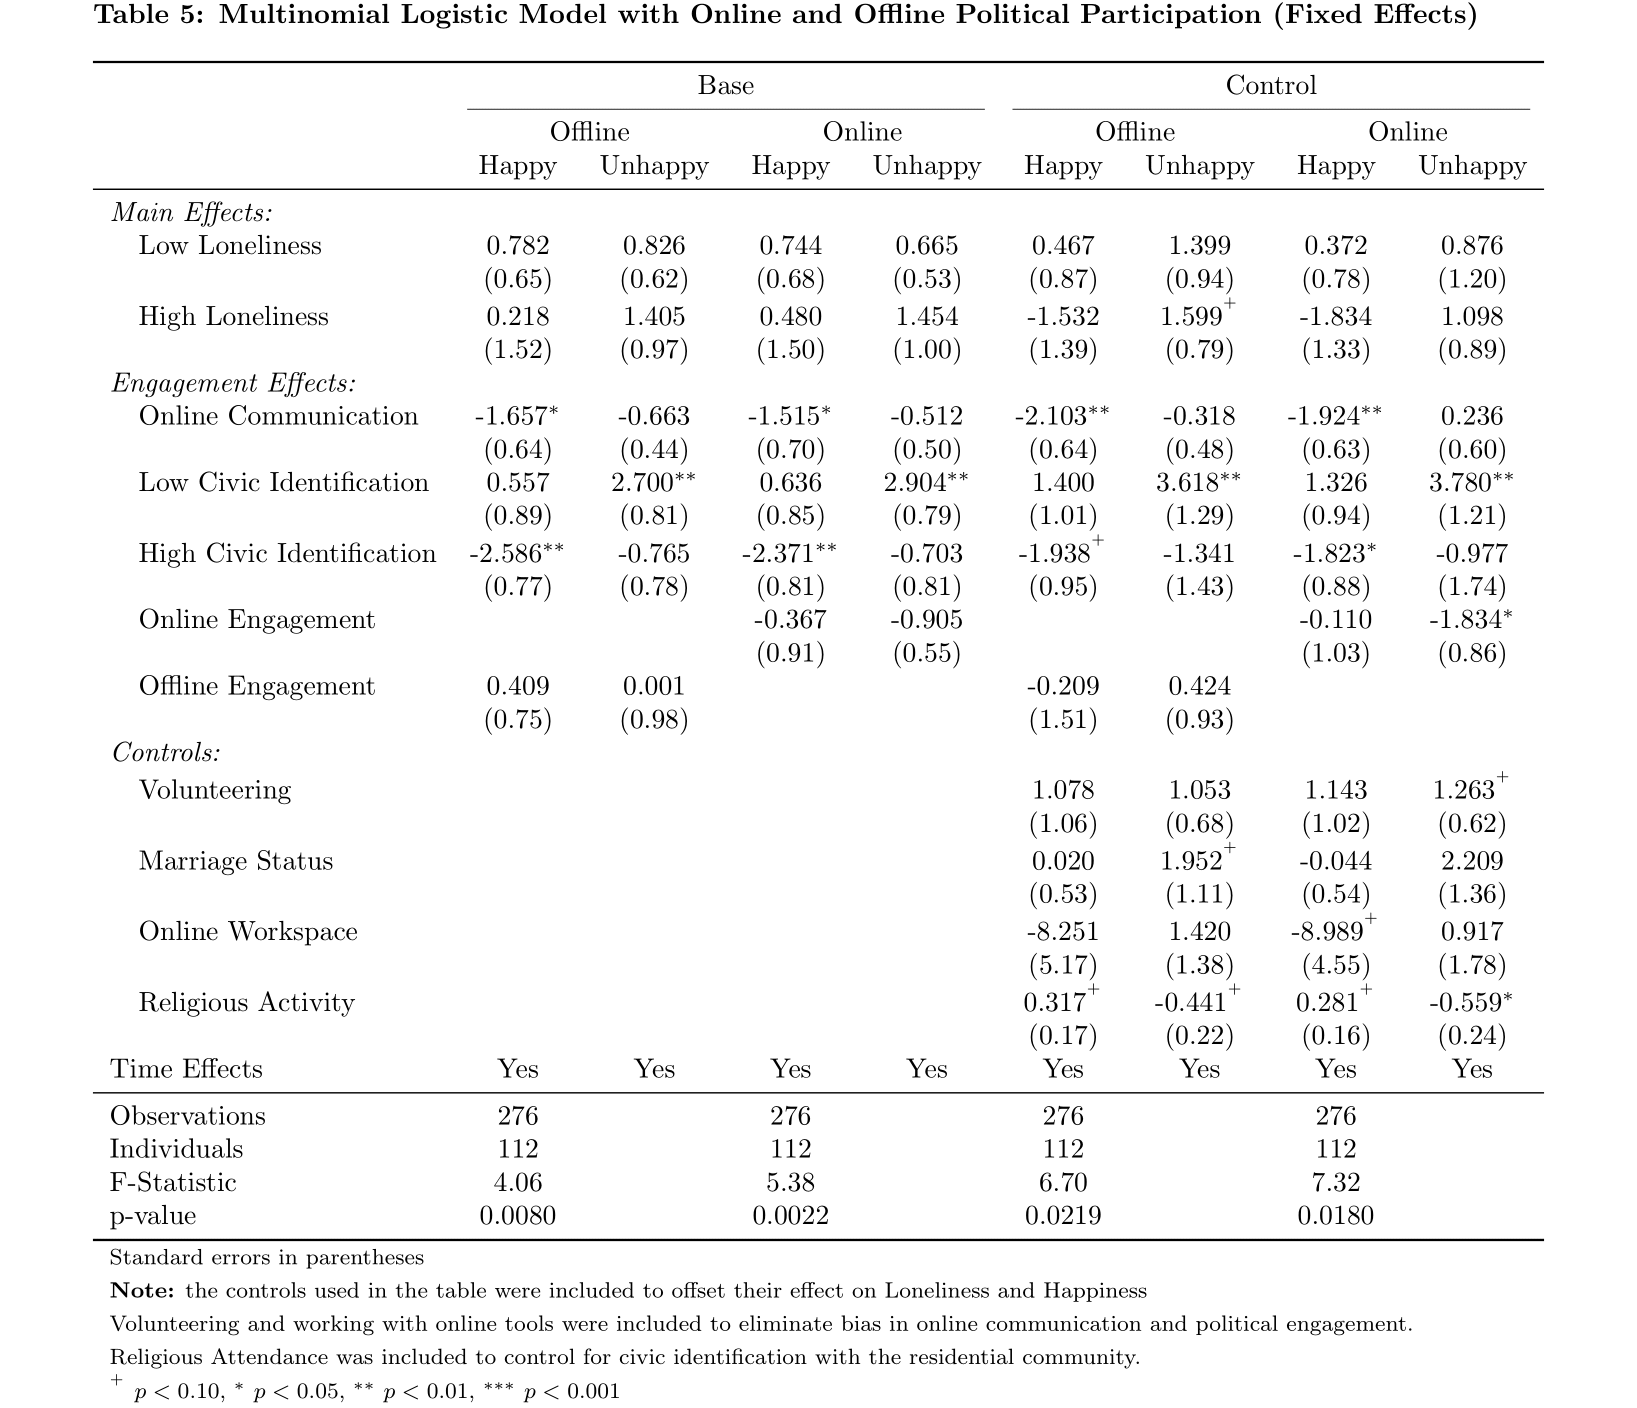 Table 5: Multinomial Logistic Model with Online and Offline Political Participation (Fixed Effects)
Base Control
Offline Online Offline Online
Happy Unhappy Happy Unhappy Happy Unhappy Happy Unhappy
Main Effects:
Low Loneliness 0.782 0.826 0.744 0.665 0.467 1.399 0.372 0.876
(0.65) (0.62) (0.68) (0.53) (0.87) (0.94) (0.78) (1.20)
High Loneliness 0.218 1.405 0.480 1.454 -1.532 1.599+ -1.834 1.098
(1.52) (0.97) (1.50) (1.00) (1.39) (0.79) (1.33) (0.89)
Engagement Effects:
Online Communication -1.657* -0.663 -1.515* -0.512 -2.103** -0.318 -1.924** 0.236
(0.64) (0.44) (0.70) (0.50) (0.64) (0.48) (0.63) (0.60)
Low Civic Identification 0.557 2.700** 0.636 2.904** 1.400 3.618** 1.326 3.780**
(0.89) (0.81) (0.85) (0.79) (1.01) (1.29) (0.94) (1.21)
High Civic Identification -2.586** -0.765 -2.371** -0.703 -1.938+ -1.341 -1.823* -0.977
(0.77) (0.78) (0.81) (0.81) (0.95) (1.43) (0.88) (1.74)
Online Engagement -0.367 -0.905 -0.110 -1.834*
(0.91) (0.55) (1.03) (0.86)
Offline Engagement 0.409 0.001 -0.209 0.424
(0.75) (0.98) (1.51) (0.93)
Controls:
Volunteering 1.078 1.053 1.143 1.263+
(1.06) (0.68) (1.02) (0.62)
Marriage Status 0.020 1.952+ -0.044 2.209
(0.53) (1.11) (0.54) (1.36)
Online Workspace -8.251 1.420 -8.989+ 0.917
(5.17) (1.38) (4.55) (1.78)
Religious Activity 0.317+ -0.441+ 0.281+ -0.559*
(0.17) (0.22) (0.16) (0.24)
Time Effects Yes Yes Yes Yes Yes Yes Yes Yes
Observations 276 276 276 276
Individuals 112 112 112 112
F-Statistic 4.06 5.38 6.70 7.32
p-value 0.0080 0.0022 0.0219 0.0180
Standard errors in parentheses
Note: the controls used in the table were included to offset their effect on Loneliness and Happiness
Volunteering and working with online tools were included to eliminate bias in online communication and political engagement.
Religious Attendance was included to control for civic identification with the residential community.
+ p < 0.10, * p < 0.05, ** p < 0.01, *** p < 0.001